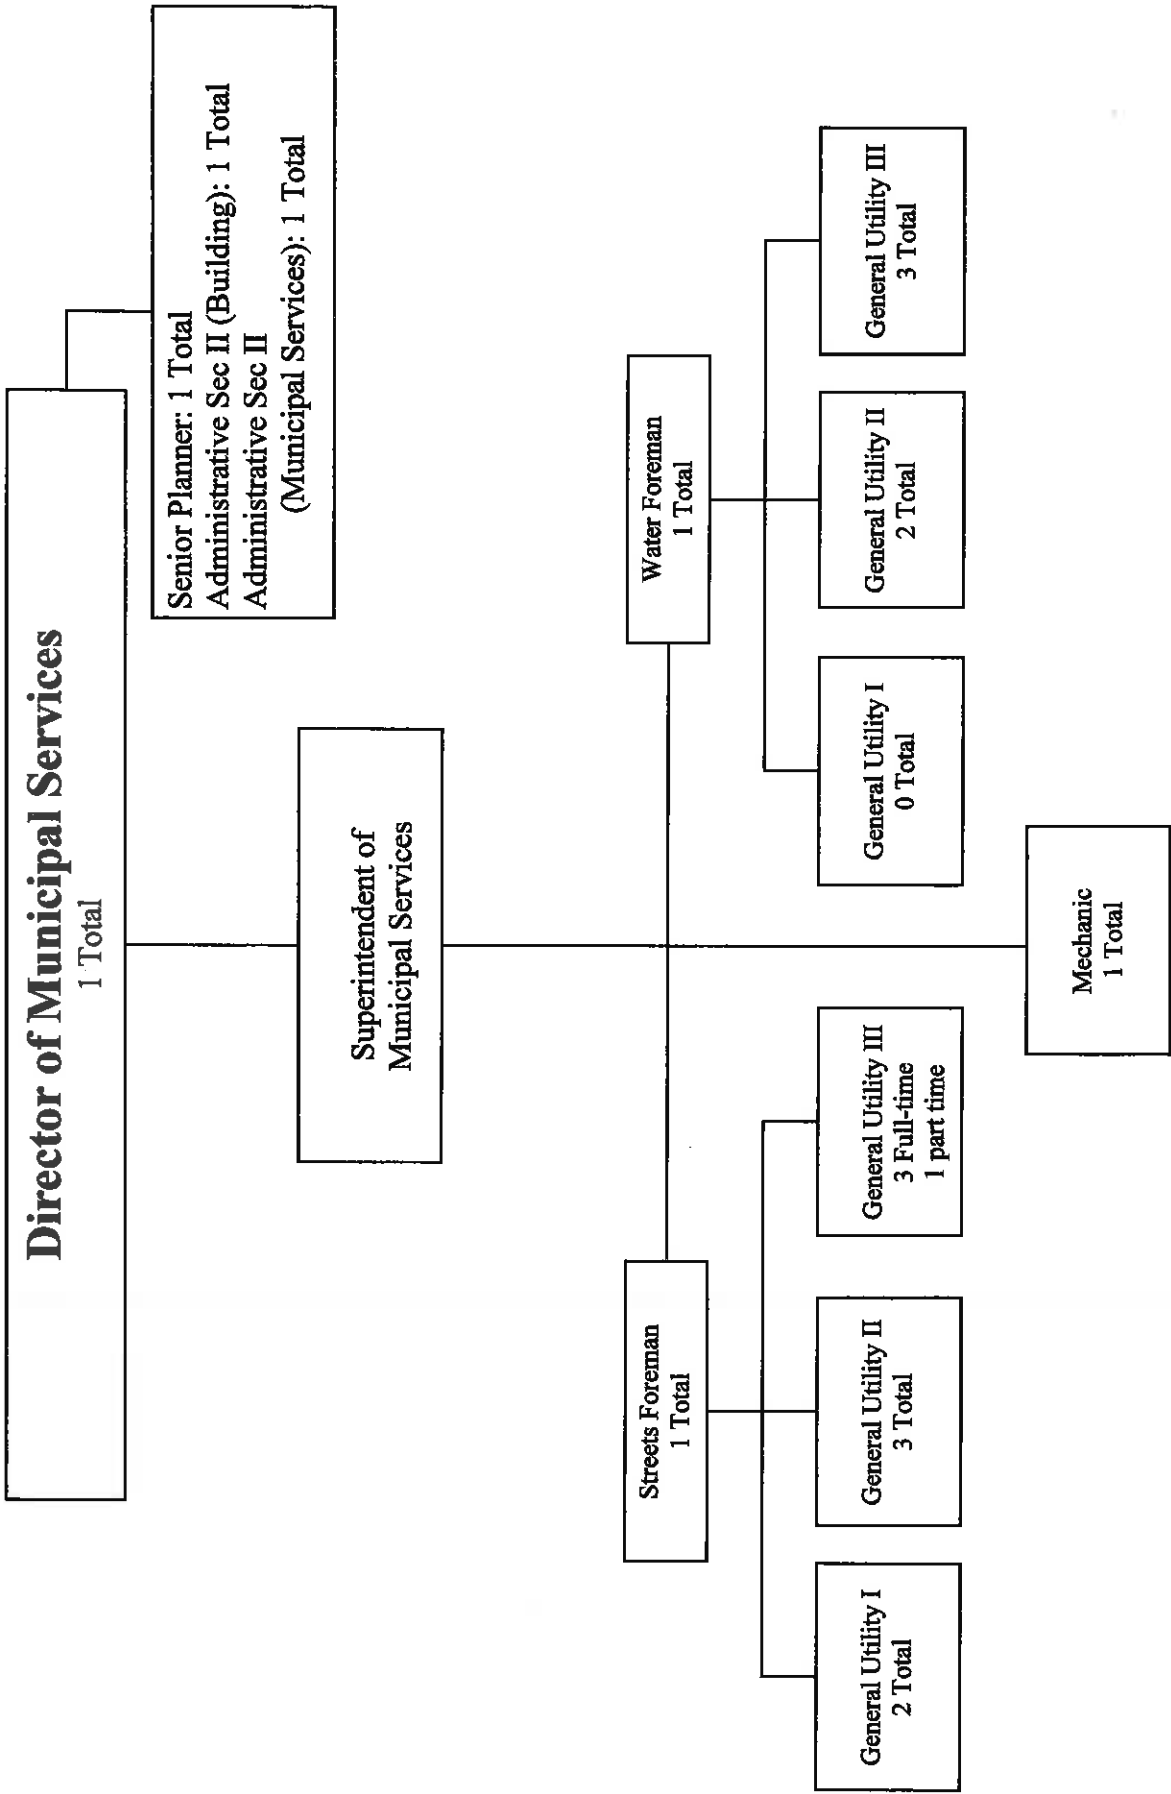 Director of Municipal Services
1 Total
Senior Planner: 1 Total
Administrative Sec II (Building): 1 Total
Administrative Sec II
(Municipal Services): 1 Total
Superintendent of
Municipal Services
Streets Foreman
1 Total
Water Foreman
1 Total
General Utility I
2 Total
General Utility II
3 Total
General Utility III
3 Full-time
1 part time
General Utility I
0 Total
General Utility II
2 Total
General Utility III
3 Total
Mechanic
1 Total